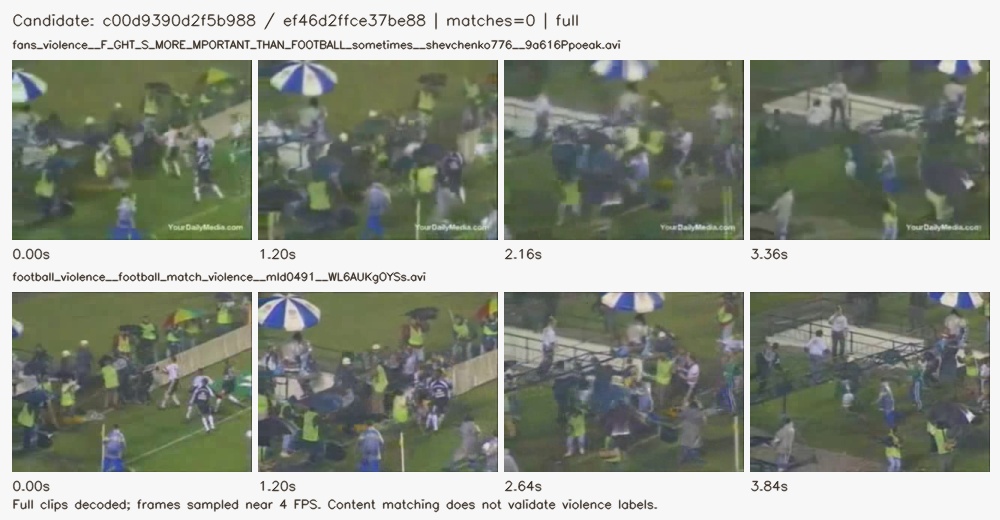 Candidate: c00d9390d2f5b988 / ef46d2ffce37be88 | matches=0 | full
fans_violence__F_GHT_S_MORE_MPORTANT_THAN_FOOTBALL_sometimes__shevchenko776__9a616Ppoeak.avi
YourDailyMedia.com YourDailyMedia.com YourDailyMedia.com YourDailyMedia.com
0.00s 1.20s 2.16s 3.36s
football_violence__football_match_violence__mld0491__WL6AUKgOYSs.avi
0.00s 1.20s 2.64s 3.84s
Full clips decoded; frames sampled near 4 FPS. Content matching does not validate violence labels.